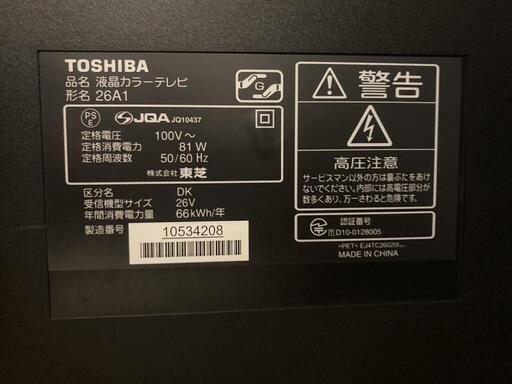 TOSHIBA
品名 液晶カラーテレビ
形名 26A1
G
PS
E
JQA JQ10437
定格電圧 100V～
定格消費電力 81 W
定格周波数 50/60 Hz
株式会社 東芝
区分名 DK
受信機型サイズ 26V
年間消費電力量 66kWh/年
製造番号
10534208
警告
高圧注意
サービスマン以外の方は裏ぶたをあけ
ないでください。内部には高電圧部分が
数多くあり、万一さわると危険です。
認証番号
D10-0128005
>PET< EJ4TC26020I
MADE IN CHINA